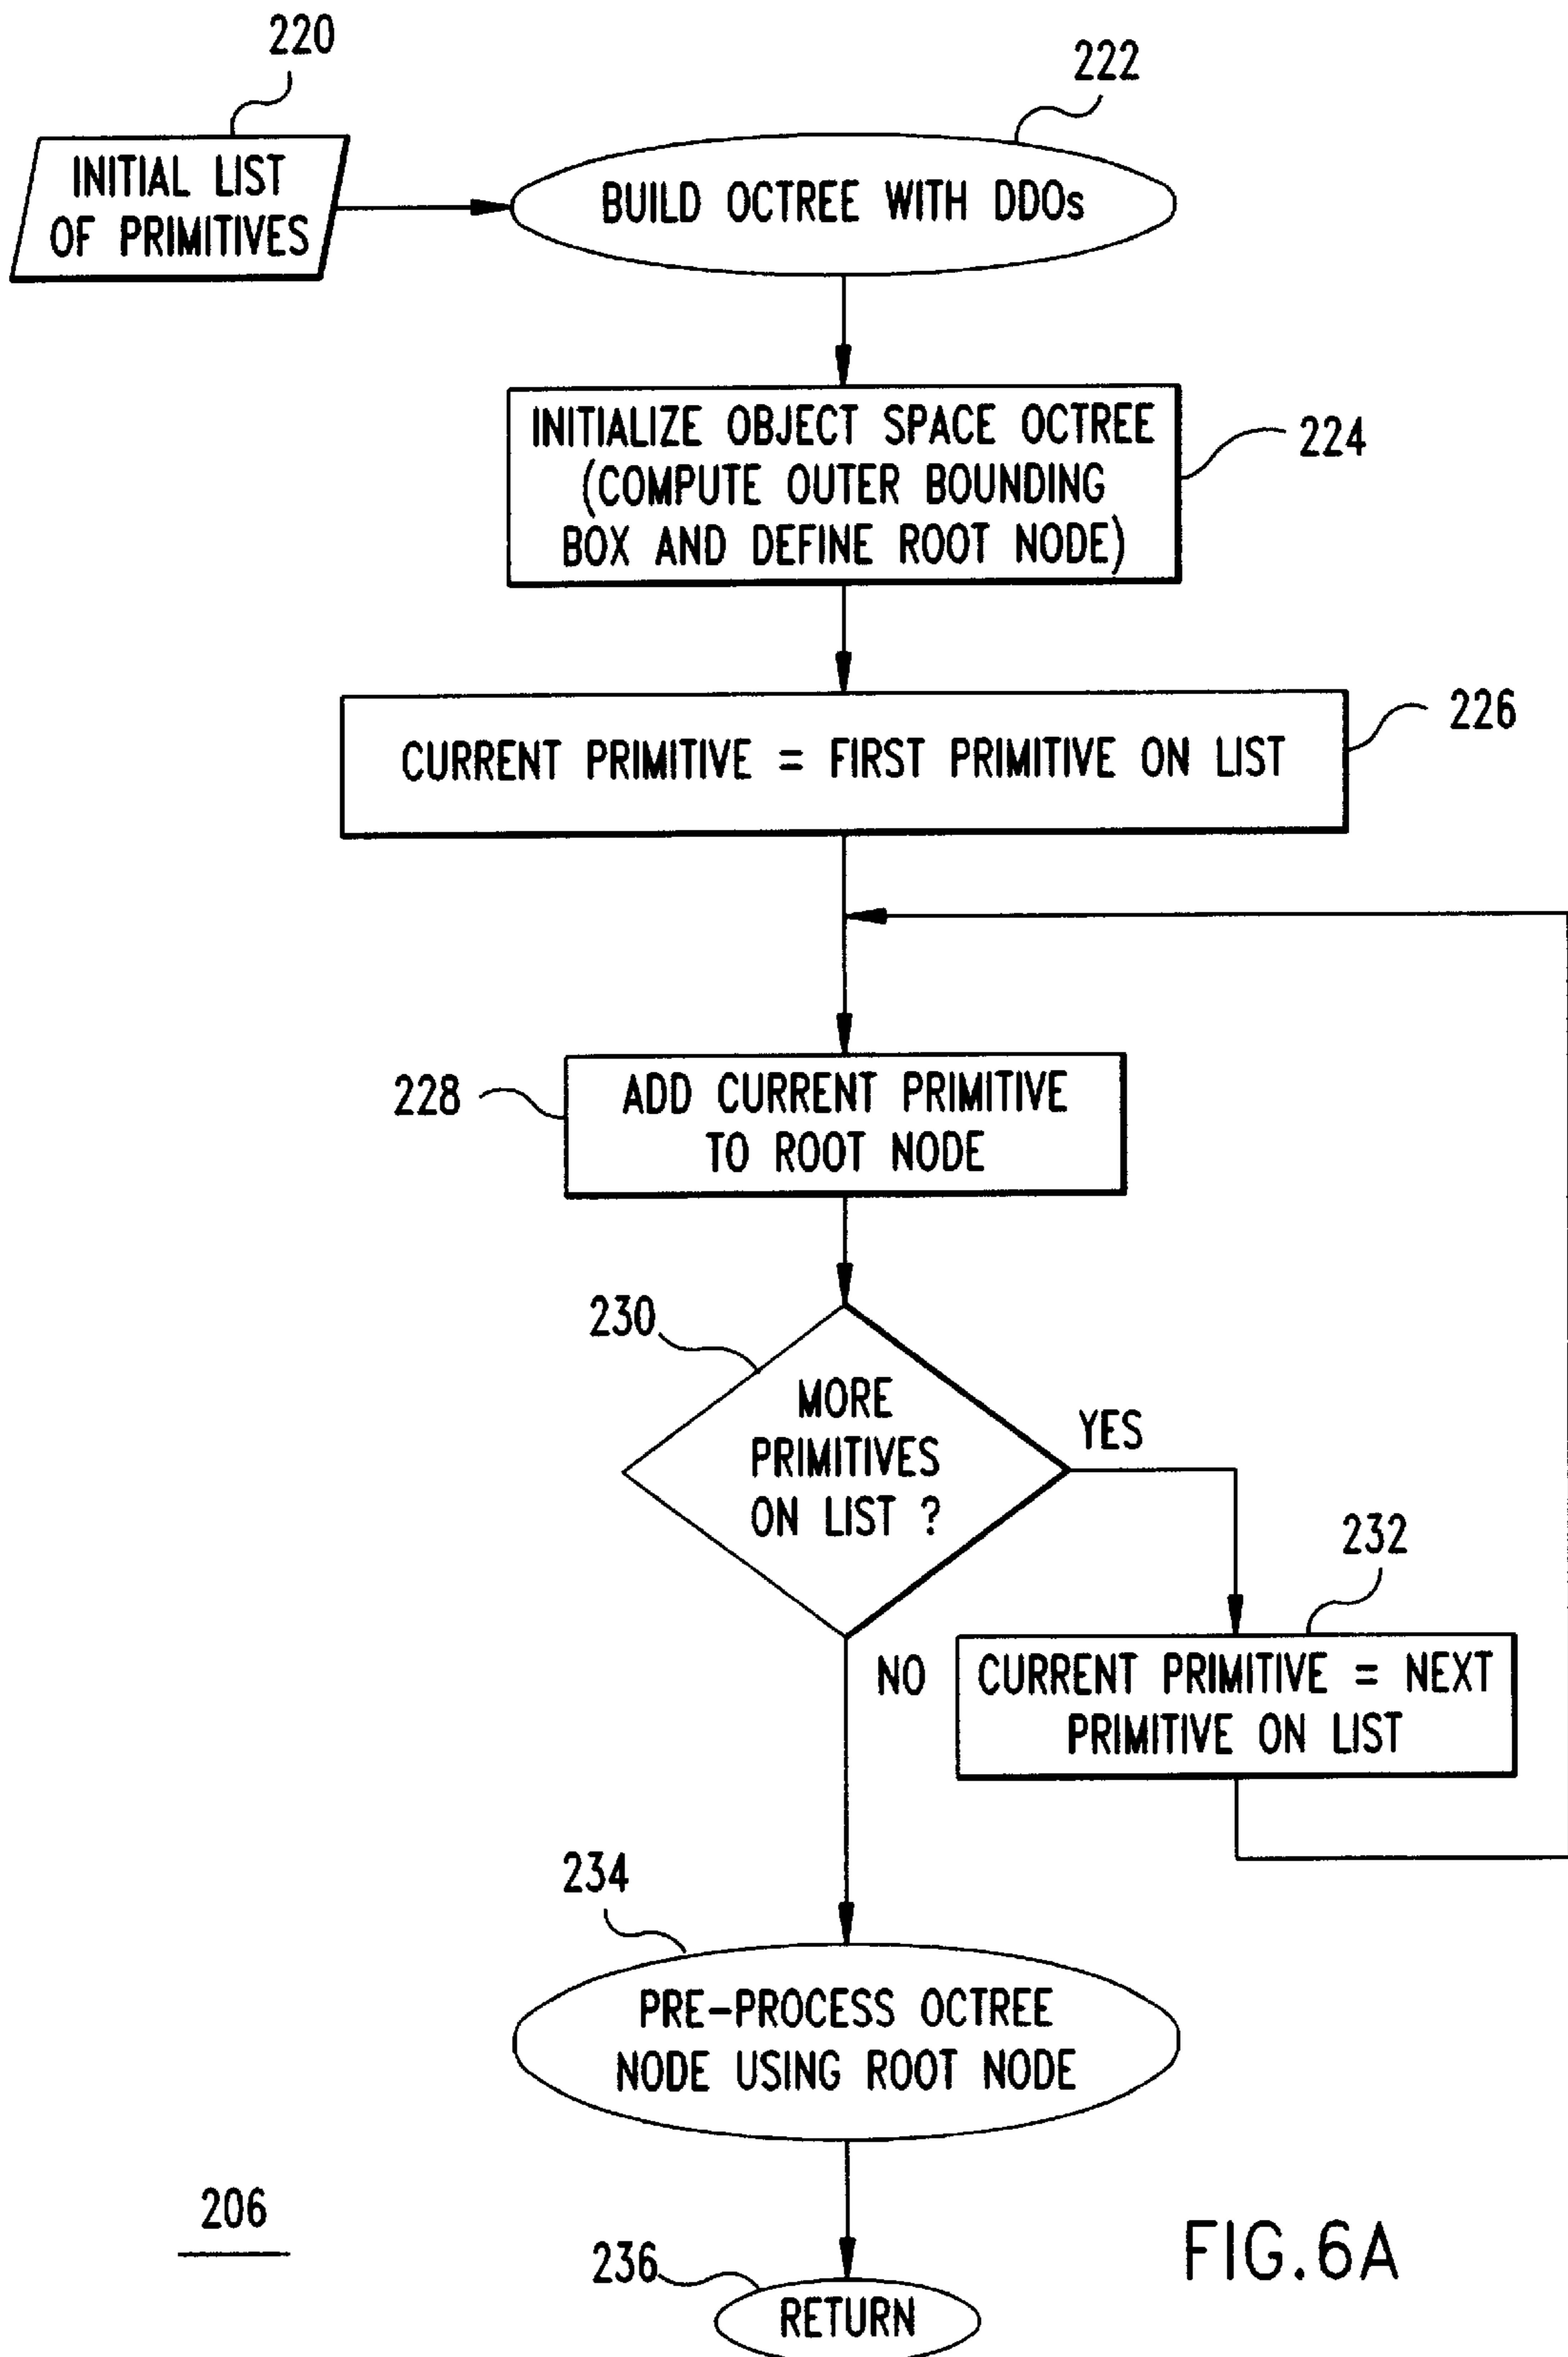 220
INITIAL LIST
OF PRIMITIVES
222
BUILD OCTREE WITH DDOs
INITIALIZE OBJECT SPACE OCTREE
(COMPUTE OUTER BOUNDING
BOX AND DEFINE ROOT NODE)
224
CURRENT PRIMITIVE = FIRST PRIMITIVE ON LIST
226
228
ADD CURRENT PRIMITIVE
TO ROOT NODE
230
MORE
PRIMITIVES
ON LIST ?
YES
232
NO
CURRENT PRIMITIVE = NEXT
PRIMITIVE ON LIST
234
PRE-PROCESS OCTREE
NODE USING ROOT NODE
206
236
RETURN
FIG.6A